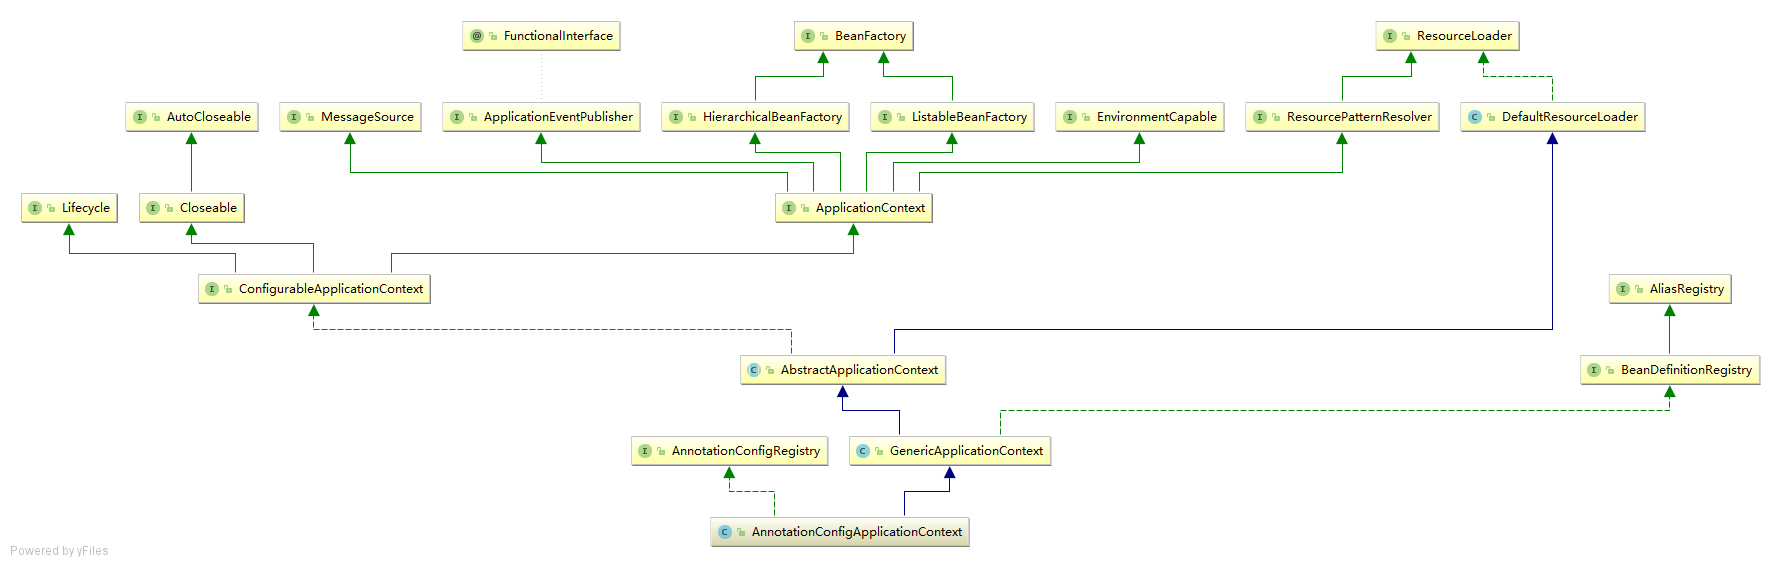 FunctionalInterface
BeanFactory
ResourceLoader
AutoCloseable
MessageSource
ApplicationEventPublisher
HierarchicalBeanFactory
ListableBeanFactory
EnvironmentCapable
ResourcePatternResolver
DefaultResourceLoader
Lifecycle
Closeable
ApplicationContext
ConfigurableApplicationContext
AliasRegistry
AbstractApplicationContext
BeanDefinitionRegistry
AnnotationConfigRegistry
GenericApplicationContext
AnnotationConfigApplicationContext
Powered by yFiles